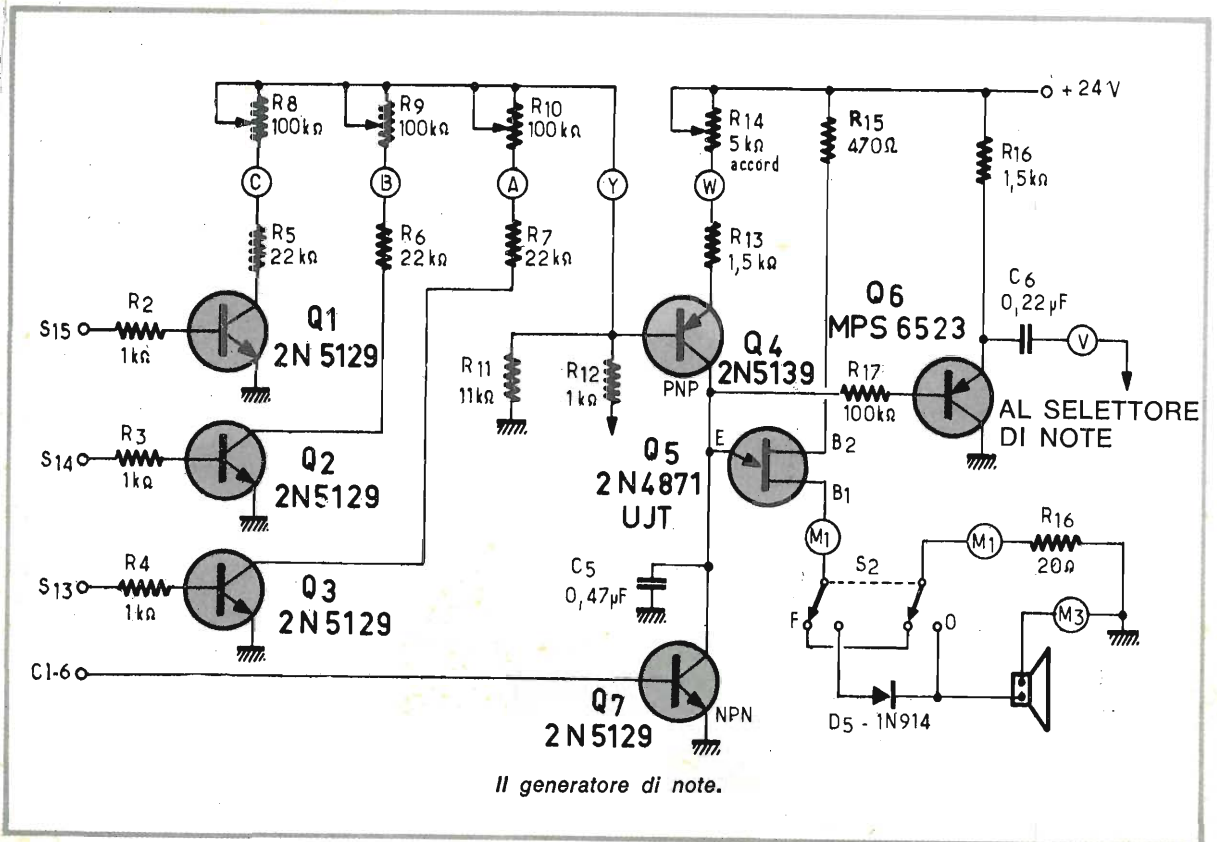 R8
100kΩ
R9
100kΩ
R10
100kΩ
R14
5kΩ
accord
R15
470Ω
+24V
R16
1,5kΩ
C
B
A
Y
W
R5
22kΩ
R6
22kΩ
R7
22kΩ
R13
1,5kΩ
S15
R2
1kΩ
Q1
2N 5129
R11
11kΩ
R12
1kΩ
PNP
Q4
2N5139
Q6
MPS 6523
C6
0,22µF
V
R17
100kΩ
AL SELETTORE
DI NOTE
S14
R3
1kΩ
Q2
2N5129
Q5
2N4871
UJT
E
B2
B1
M1
S13
R4
1kΩ
Q3
2N5129
C5
0,47µF
S2
F
O
M1
R16
20Ω
M3
C1-6
Q7
2N5129
NPN
D5 - 1N914
Il generatore di note.